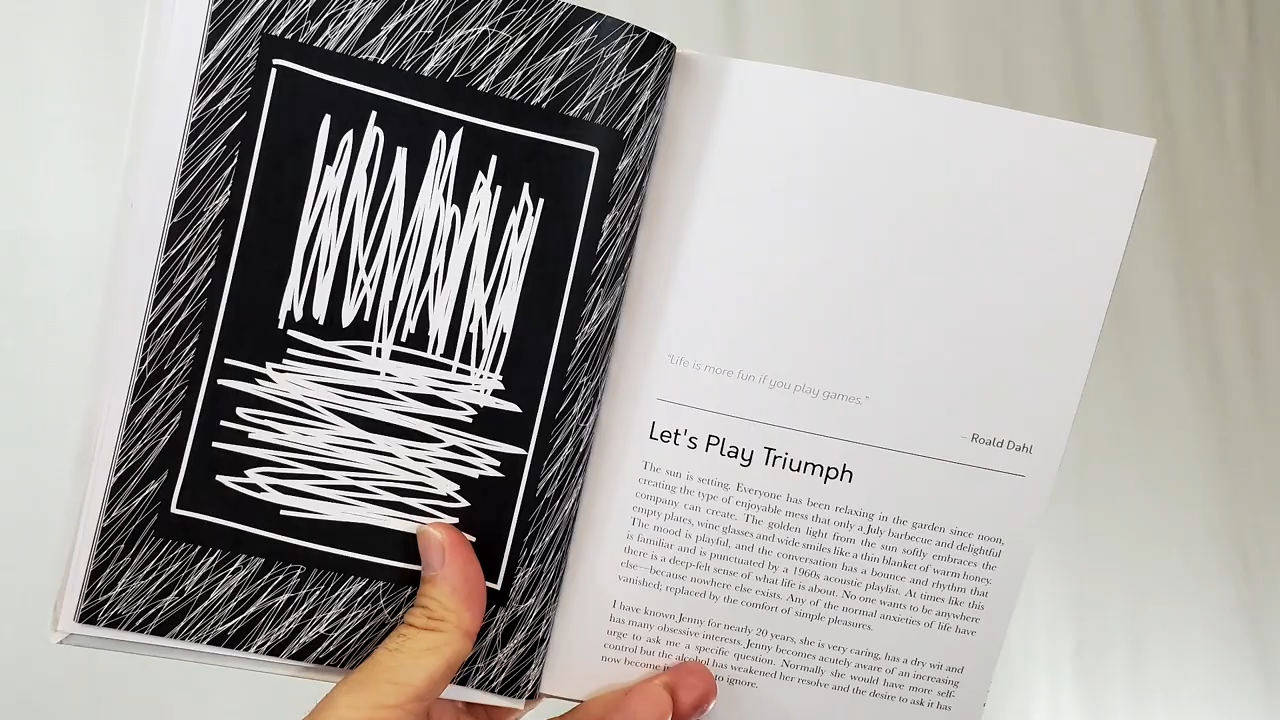 "Life is more fun if you play games."
– Roald Dahl
Let's Play Triumph
The sun is setting. Everyone has been relaxing in the garden since noon,
creating the type of enjoyable mess that only a July barbecue and delightful
company can create. The golden light from the sun softly embraces the
empty plates, wine glasses and wide smiles like a thin blanket of warm honey.
The mood is playful, and the conversation has a bounce and rhythm that
is familiar and is punctuated by a 1960s acoustic playlist. At times like this
there is a deep-felt sense of what life is about. No one wants to be anywhere
else—because nowhere else exists. Any of the normal anxieties of life have
vanished; replaced by the comfort of simple pleasures.
I have known Jenny for nearly 20 years, she is very caring, has a dry wit and
has many obsessive interests. Jenny becomes acutely aware of an increasing
urge to ask me a specific question. Normally she would have more self-
control but the alcohol has weakened her resolve and the desire to ask it has
now become to ignore.